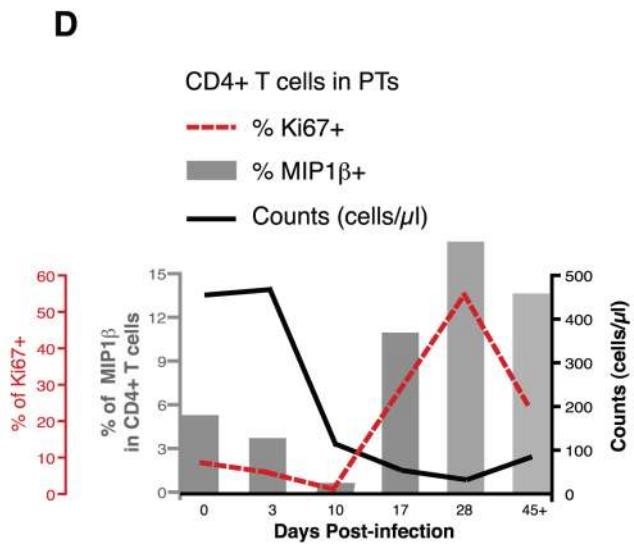 D
CD4+ T cells in PTs
% Ki67+
% MIP1β+
Counts (cells/µl)
% of Ki67+
60
50
40
30
20
10
0
% of MIP1β
in CD4+ T cells
15
12
9
6
3
0
500
400
300
200
100
0
Counts (cells/µl)
0 3 10 17 28 45+
Days Post-infection